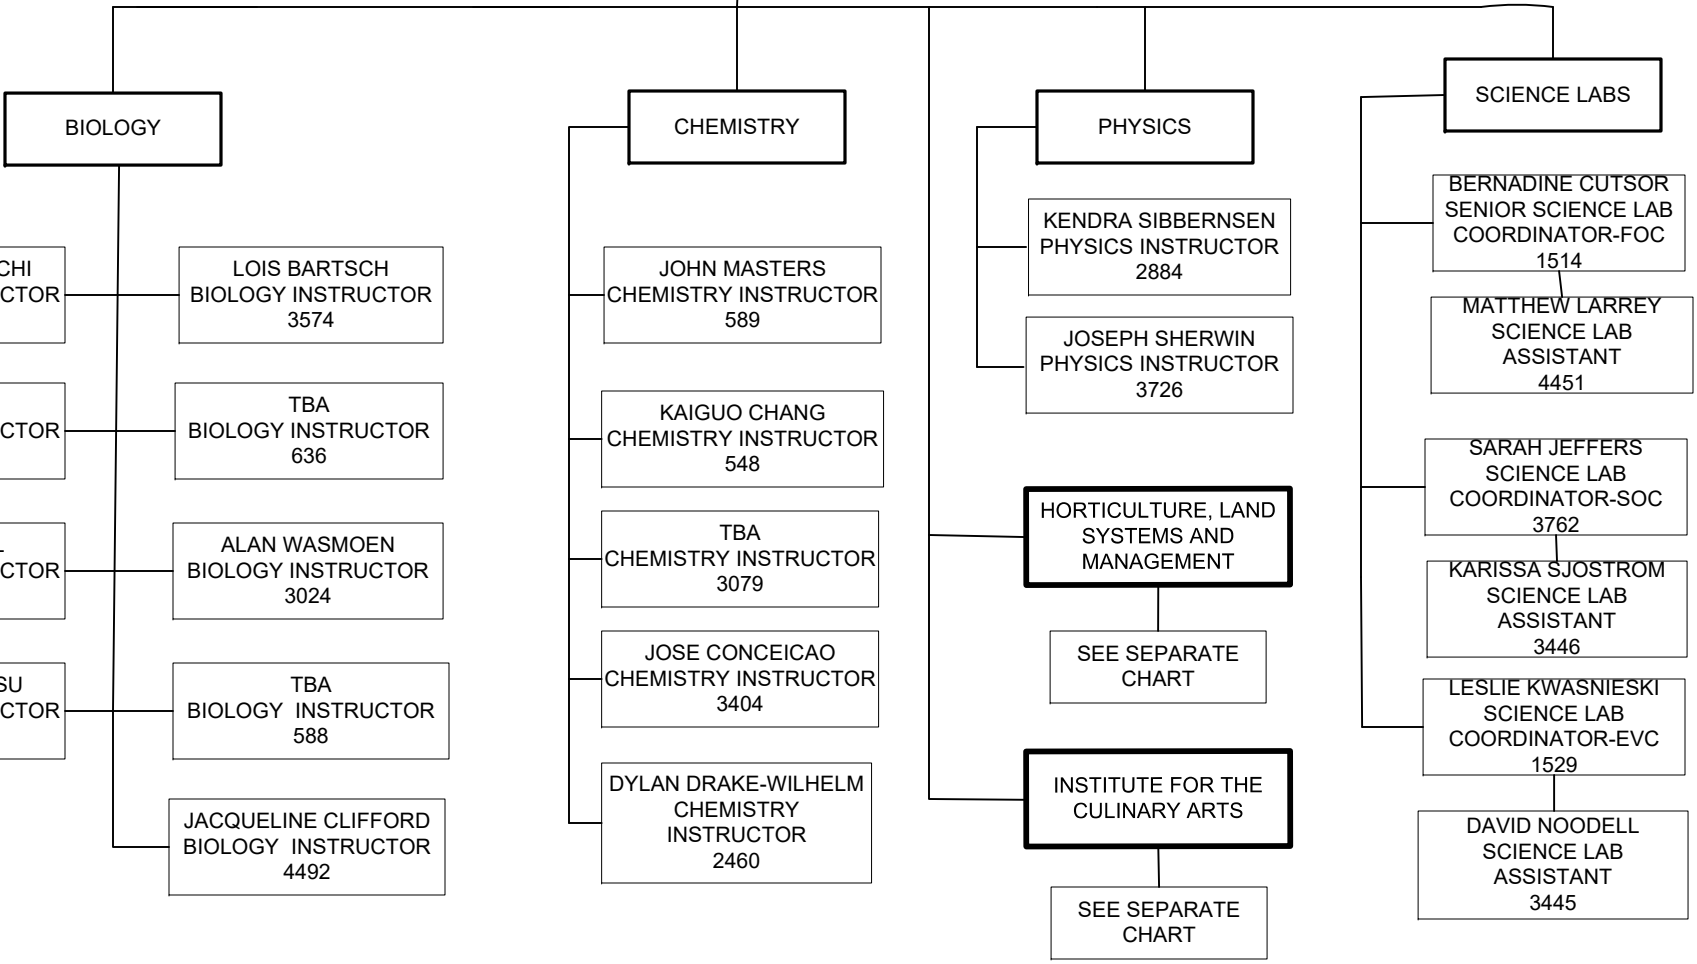 BIOLOGY
CHI
CTOR
CTOR
CTOR
SU
CTOR
LOIS BARTSCH
BIOLOGY INSTRUCTOR
3574
TBA
BIOLOGY INSTRUCTOR
636
ALAN WASMOEN
BIOLOGY INSTRUCTOR
3024
TBA
BIOLOGY  INSTRUCTOR
588
JACQUELINE CLIFFORD
BIOLOGY  INSTRUCTOR
4492
CHEMISTRY
JOHN MASTERS
CHEMISTRY INSTRUCTOR
589
KAIGUO CHANG
CHEMISTRY INSTRUCTOR
548
TBA
CHEMISTRY INSTRUCTOR
3079
JOSE CONCEICAO
CHEMISTRY INSTRUCTOR
3404
DYLAN DRAKE-WILHELM
CHEMISTRY
INSTRUCTOR
2460
PHYSICS
KENDRA SIBBERNSEN
PHYSICS INSTRUCTOR
2884
JOSEPH SHERWIN
PHYSICS INSTRUCTOR
3726
HORTICULTURE, LAND
SYSTEMS AND
MANAGEMENT
SEE SEPARATE
CHART
INSTITUTE FOR THE
CULINARY ARTS
SEE SEPARATE
CHART
SCIENCE LABS
BERNADINE CUTSOR
SENIOR SCIENCE LAB
COORDINATOR-FOC
1514
MATTHEW LARREY
SCIENCE LAB
ASSISTANT
4451
SARAH JEFFERS
SCIENCE LAB
COORDINATOR-SOC
3762
KARISSA SJOSTROM
SCIENCE LAB
ASSISTANT
3446
LESLIE KWASNIESKI
SCIENCE LAB
COORDINATOR-EVC
1529
DAVID NOODELL
SCIENCE LAB
ASSISTANT
3445